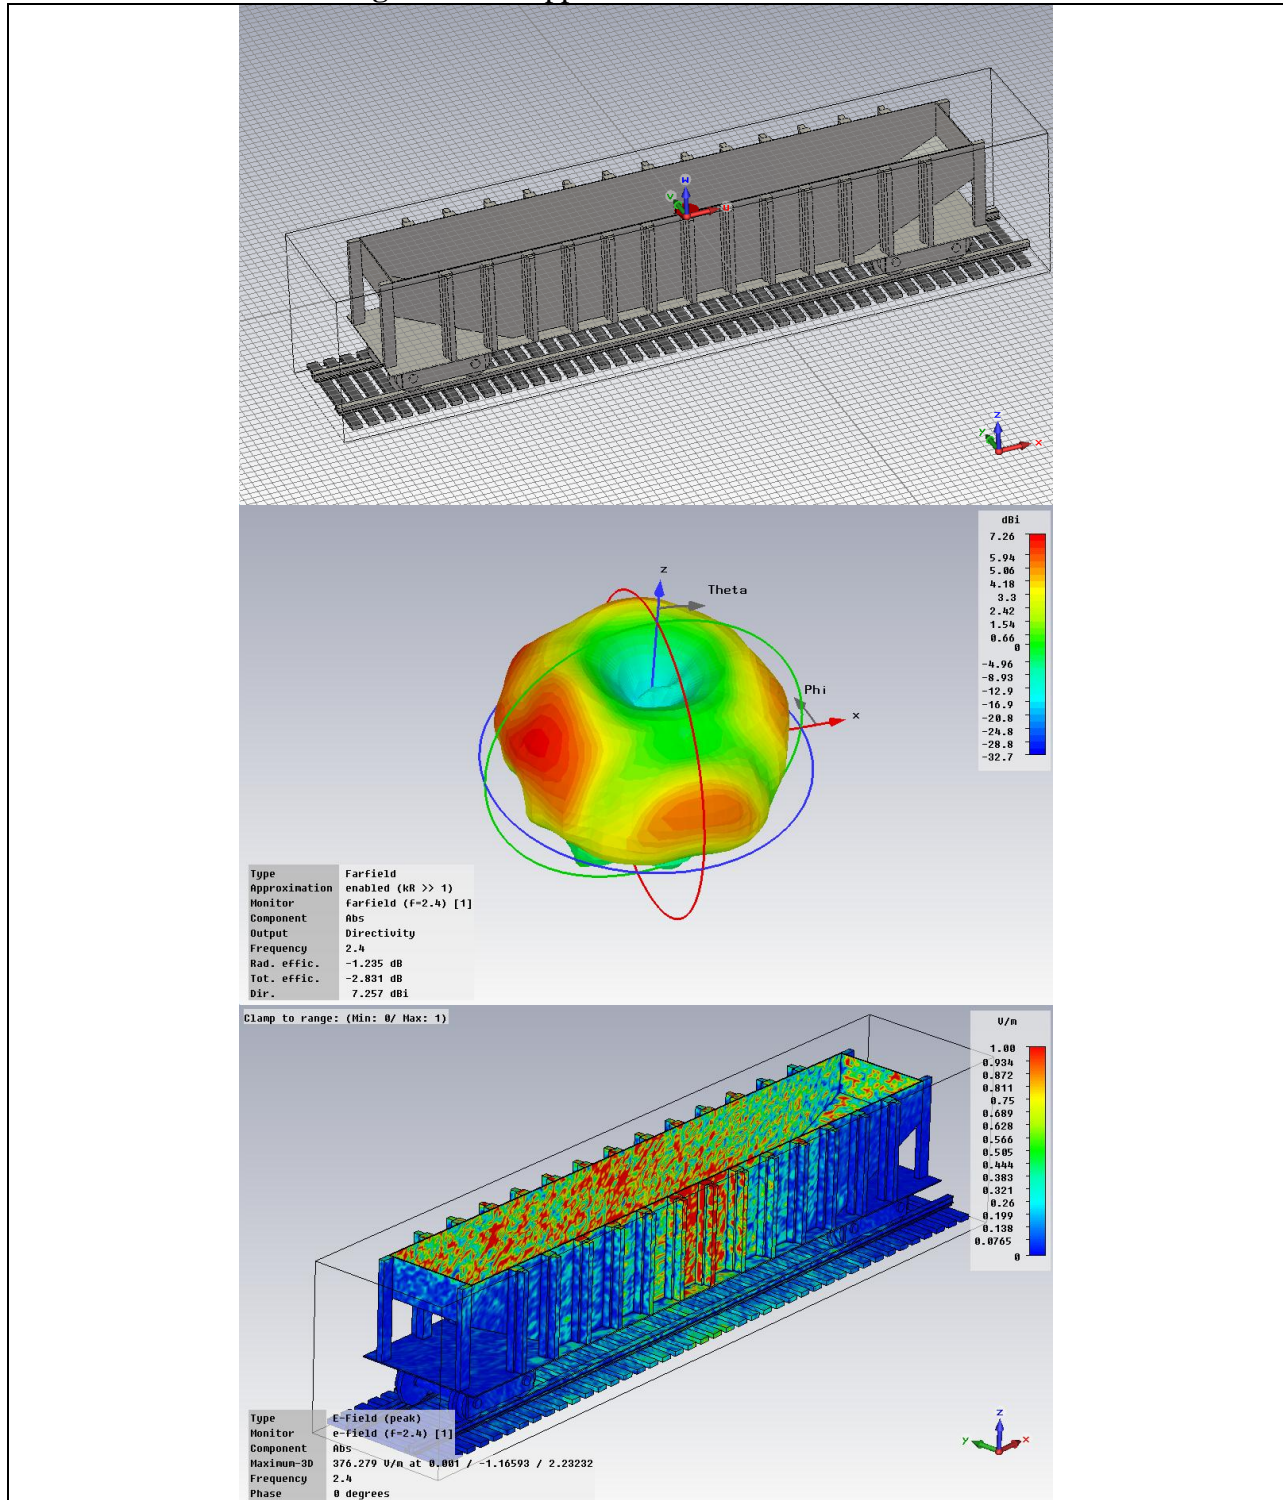 W
V
U
Z
Y
X
dBi
7.26
5.94
5.06
4.18
3.3
2.42
1.54
0.66
0
-4.96
-8.93
-12.9
-16.9
-20.8
-24.8
-28.8
-32.7
z
Theta
Phi
x
Type Farfield
Approximation enabled (kR >> 1)
Monitor farfield (f=2.4) [1]
Component Abs
Output Directivity
Frequency 2.4
Rad. effic. -1.235 dB
Tot. effic. -2.831 dB
Dir. 7.257 dBi
Clamp to range: (Min: 0/ Max: 1)
V/m
1.00
0.934
0.872
0.811
0.75
0.689
0.628
0.566
0.505
0.444
0.383
0.321
0.26
0.199
0.138
0.0765
0
Type E-Field (peak)
Monitor e-field (f=2.4) [1]
Component Abs
Maximum-3D 376.279 V/m at 0.001 / -1.16593 / 2.23232
Frequency 2.4
Phase 0 degrees
Z
Y
X